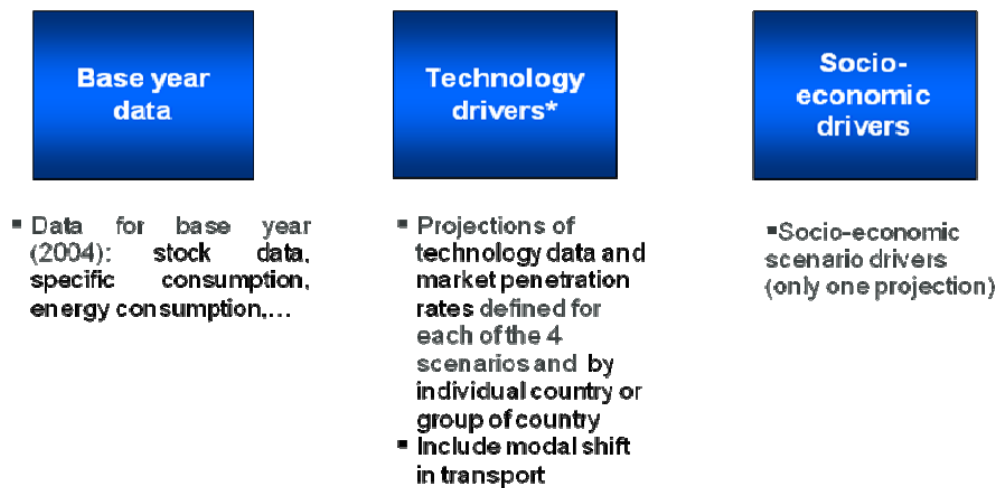 Base year
data
Technology
drivers*
Socio-
economic
drivers
▪ Data for base year
(2004): stock data,
specific consumption,
energy consumption,…
▪ Projections of
technology data and
market penetration
rates defined for
each of the 4
scenarios and by
individual country or
group of country
▪ Include modal shift
in transport
▪Socio-economic
scenario drivers
(only one projection)